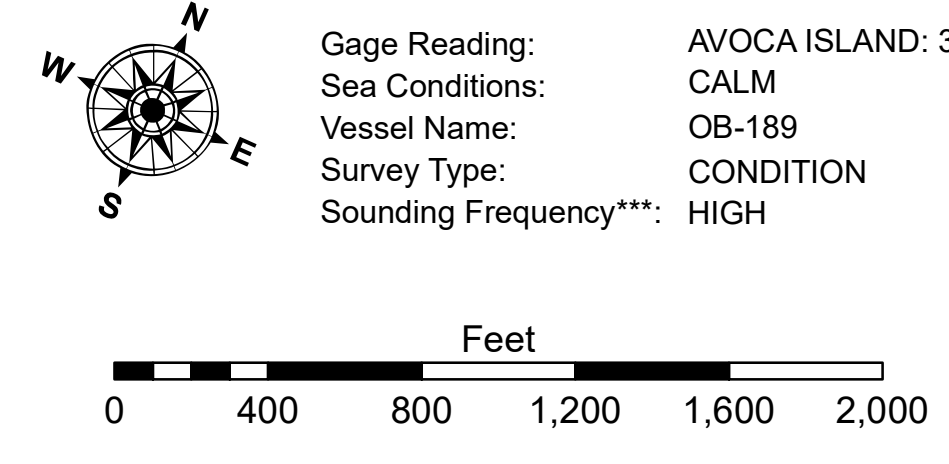 N
W
E
S
Gage Reading: AVOCA ISLAND: 3
Sea Conditions: CALM
Vessel Name: OB-189
Survey Type: CONDITION
Sounding Frequency***: HIGH
Feet
0 400 800 1,200 1,600 2,000